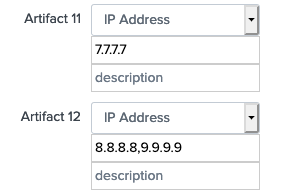 Artifact 11 IP Address
7.7.7.7
description
Artifact 12 IP Address
8.8.8.8,9.9.9.9
description